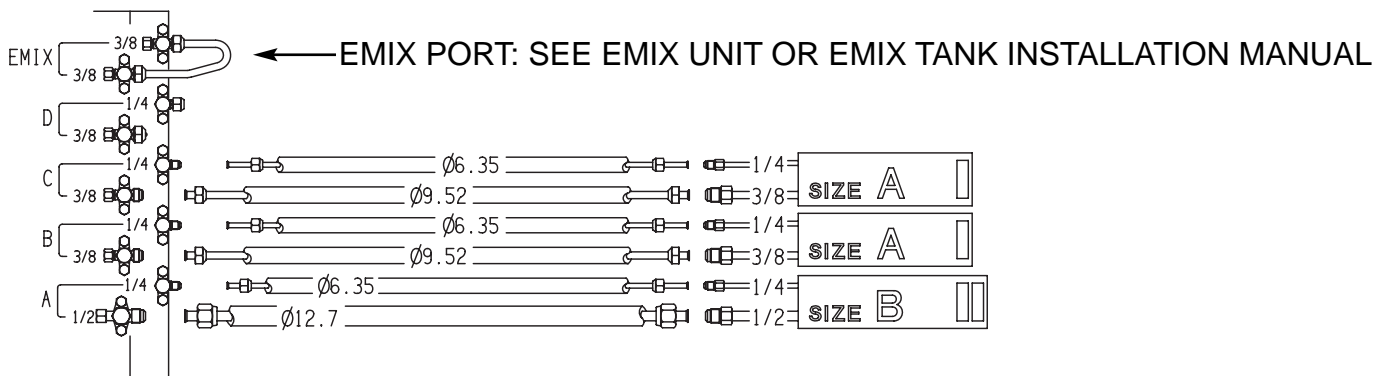 3/8 EMIX PORT: SEE EMIX UNIT OR EMIX TANK INSTALLATION MANUAL
EMIX
3/8
1/4
D
3/8
1/4 Ø6.35 1/4
C SIZE A
3/8 Ø9.52 3/8
1/4 Ø6.35 1/4
B SIZE A
3/8 Ø9.52 3/8
1/4 Ø6.35 1/4
A SIZE B
1/2 Ø12.7 1/2